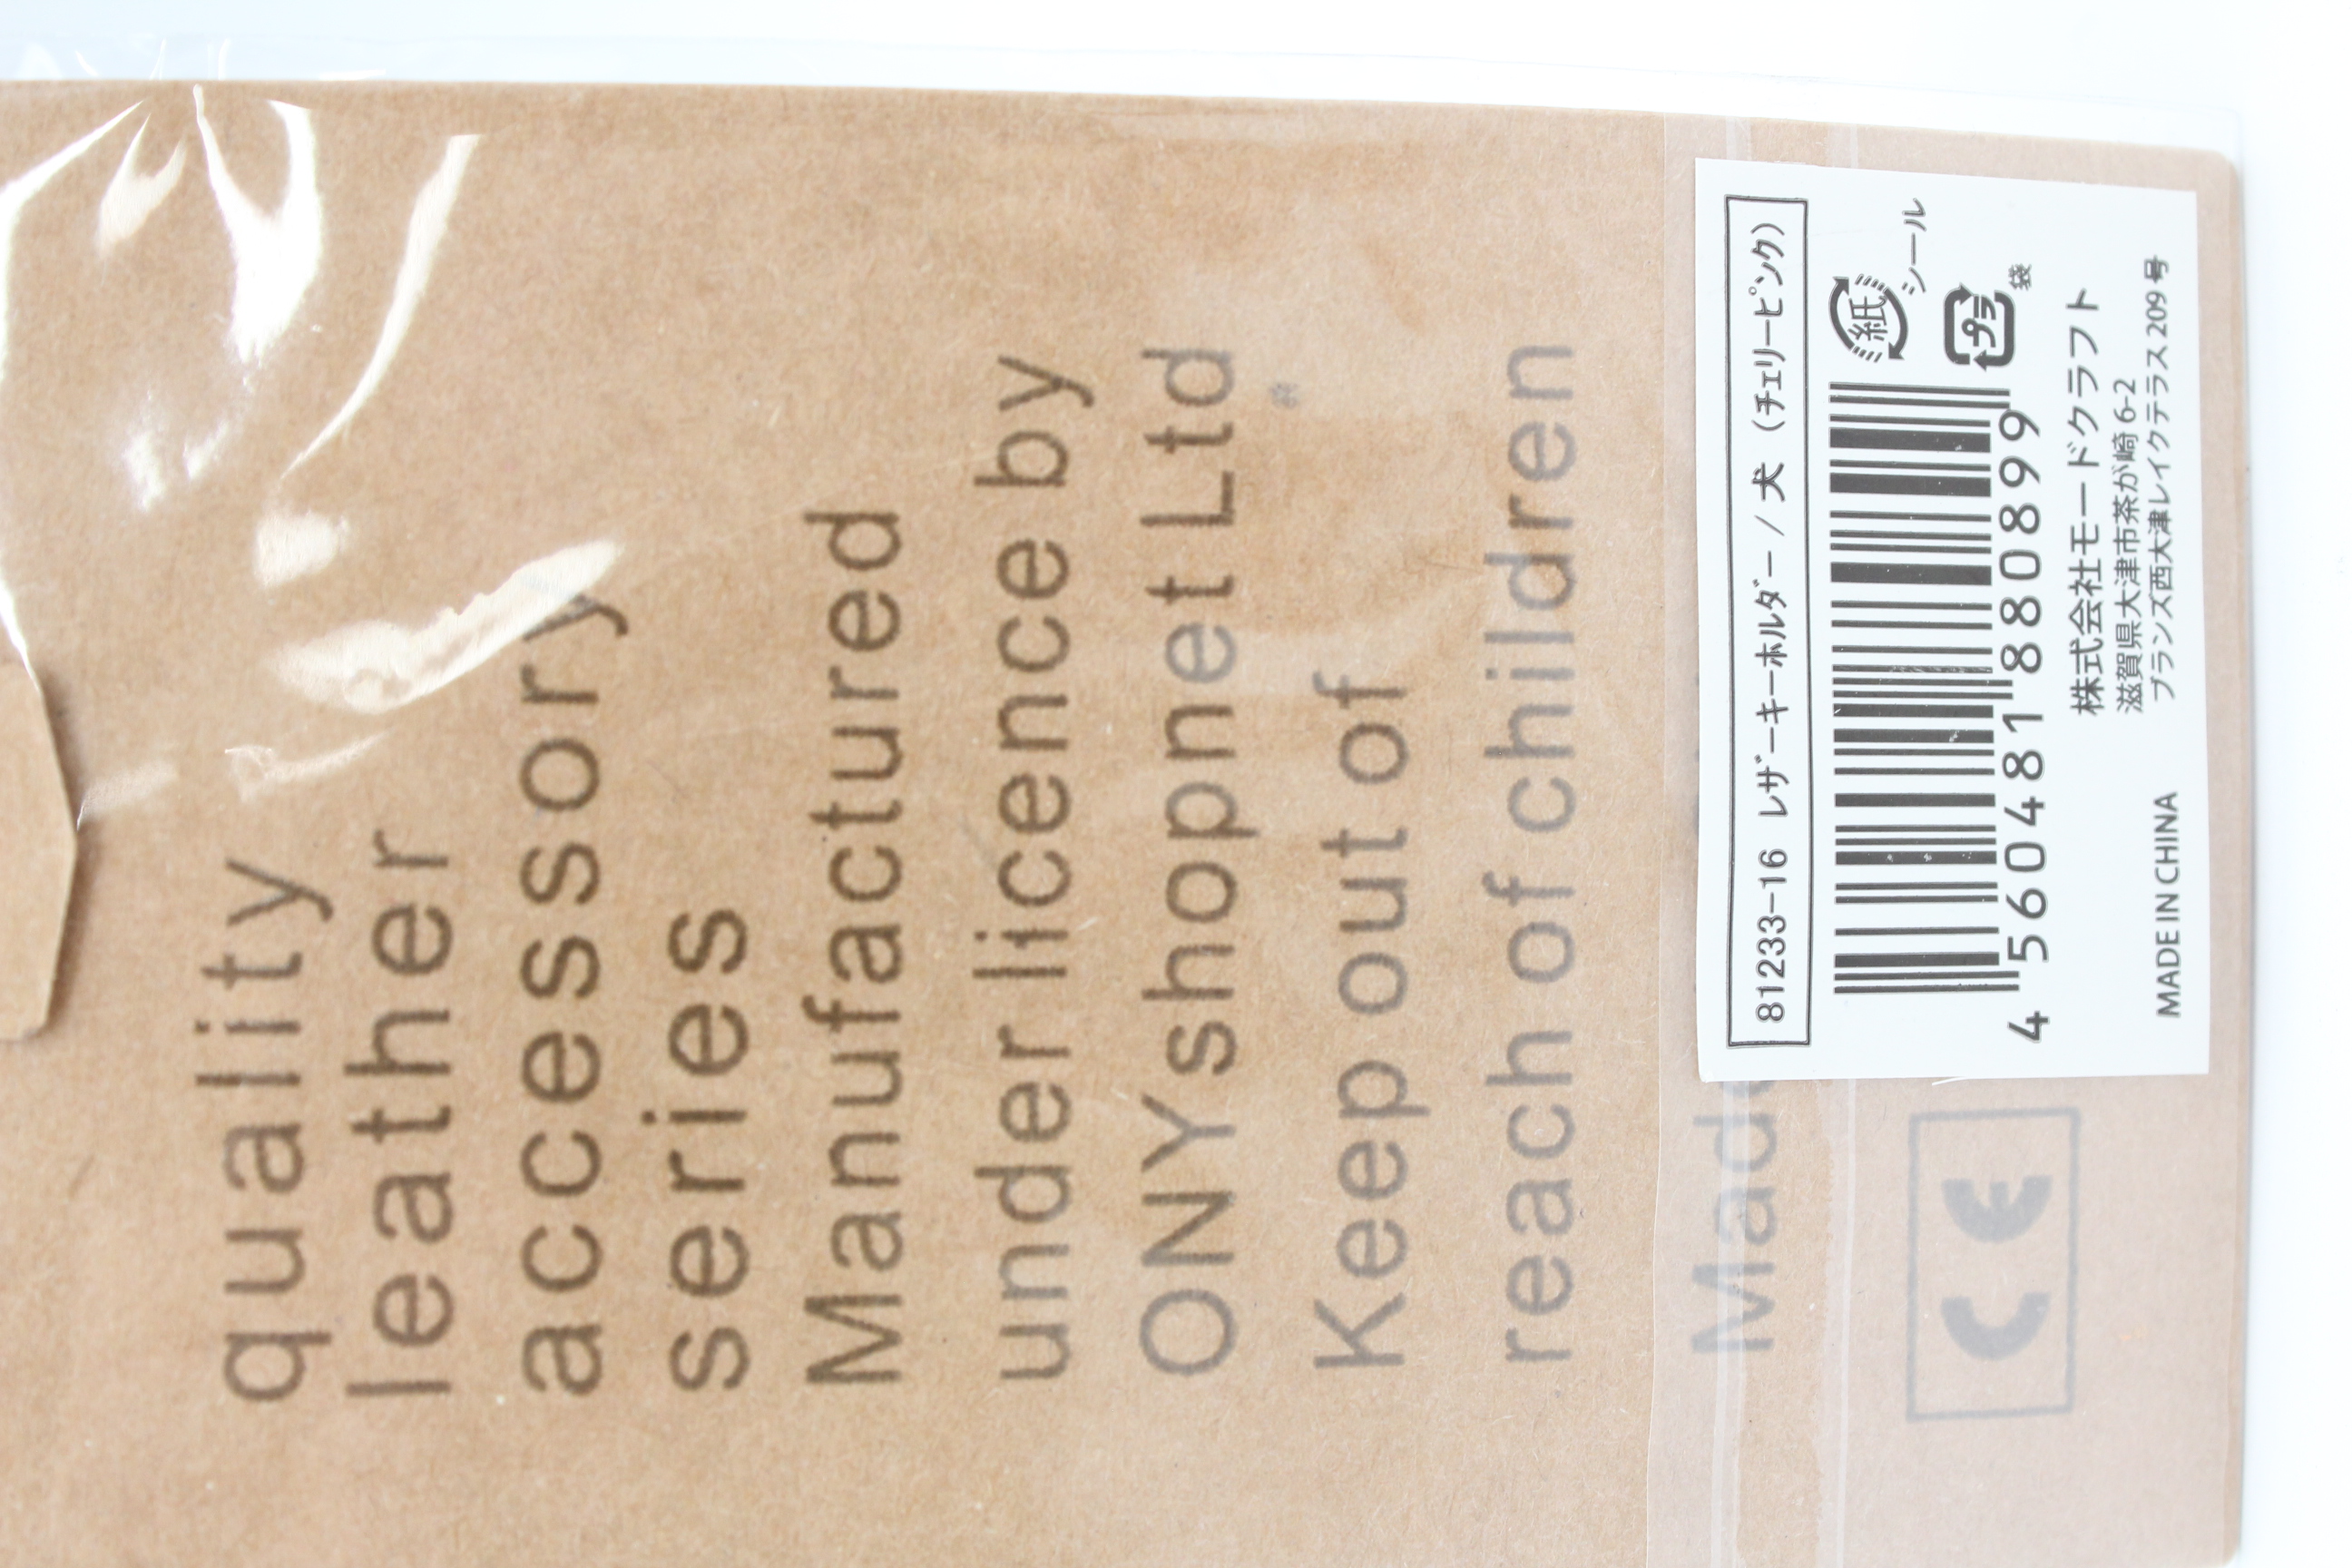 quality
leather
accessory
series
Manufactured
under licence by
ONYshopnet Ltd
Keep out of
reach of children
Made
CE
81233-16 レザーキーホルダー / 犬 (チェリーピンク)
紙
シール
プラ
袋
4 560481 880899
株式会社モードクラフト
滋賀県大津市茶が崎 6-2
ブランズ西大津レイクテラス 209 号
MADE IN CHINA